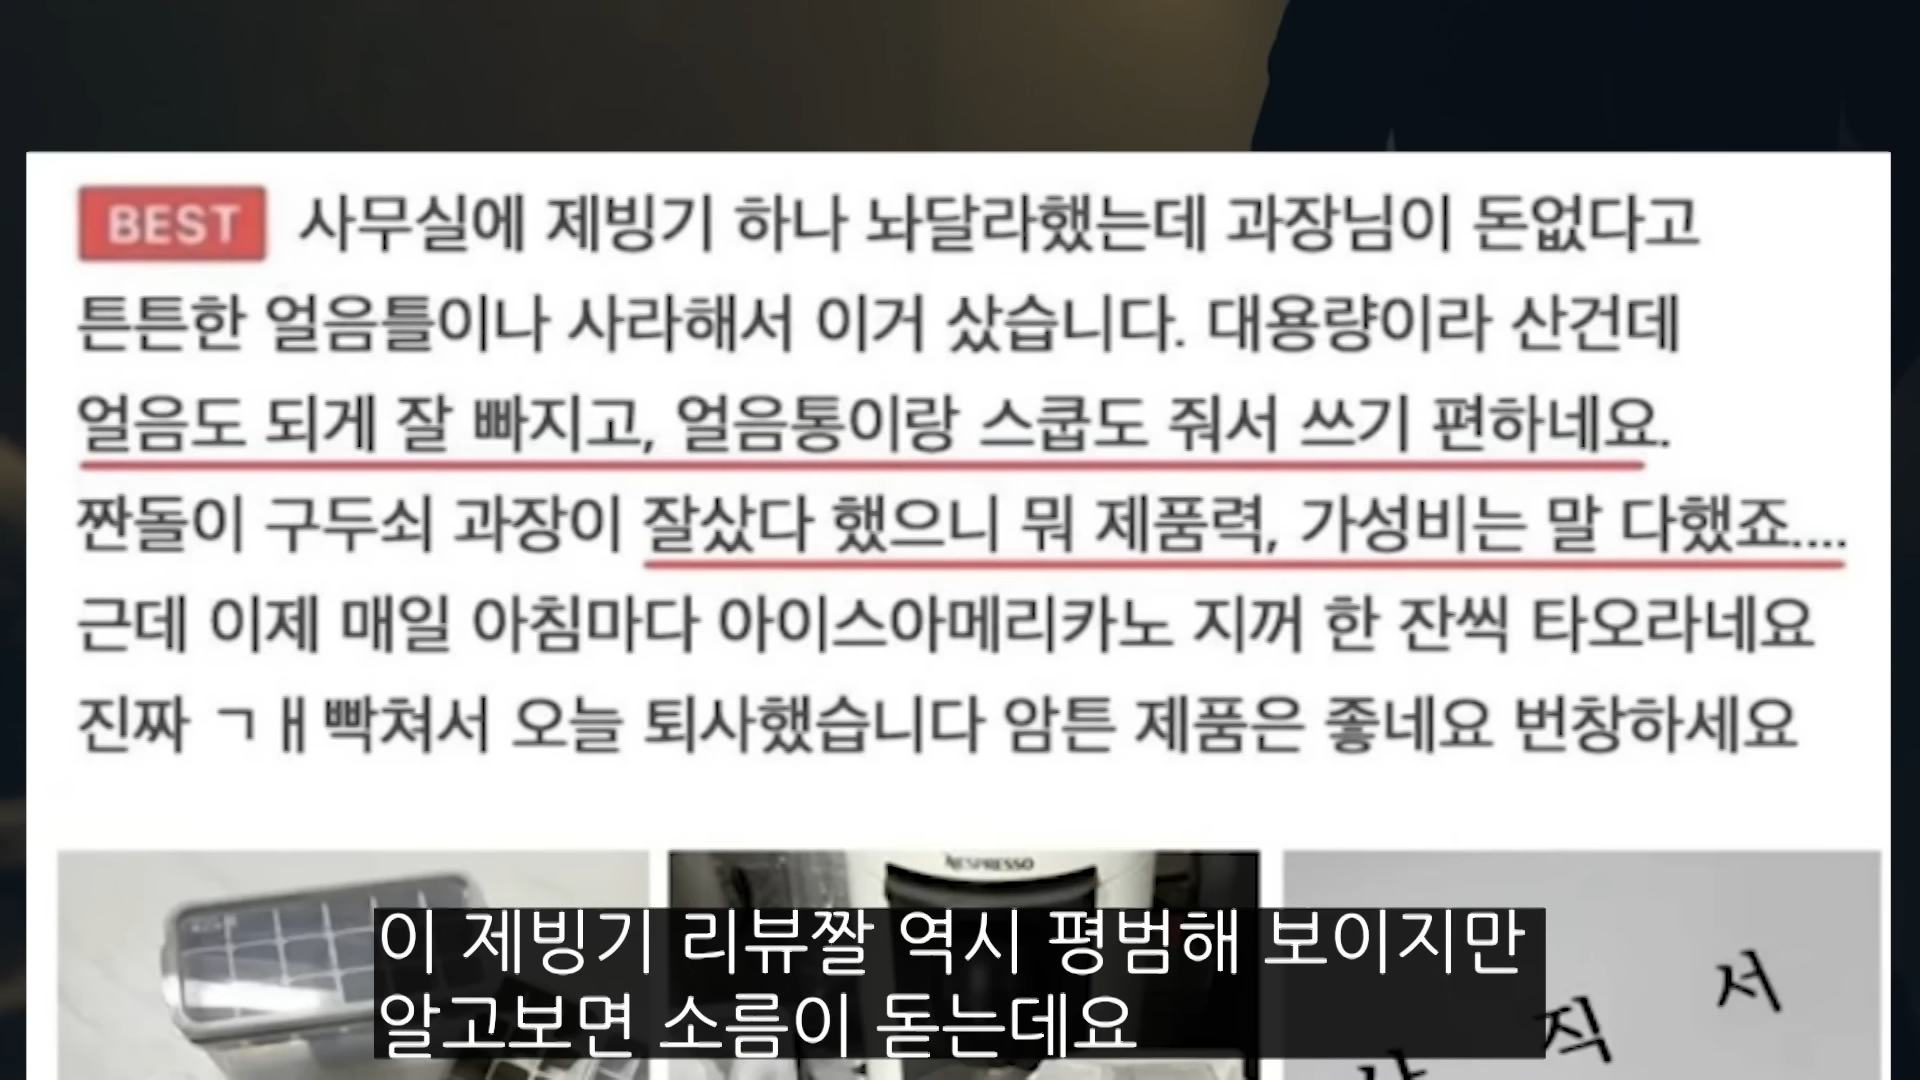 BEST 사무실에 제빙기 하나 놔달라했는데 과장님이 돈없다고
튼튼한 얼음틀이나 사라해서 이거 샀습니다. 대용량이라 산건데
얼음도 되게 잘 빠지고, 얼음통이랑 스쿱도 줘서 쓰기 편하네요.
짠돌이 구두쇠 과장이 잘샀다 했으니 뭐 제품력, 가성비는 말 다했죠....
근데 이제 매일 아침마다 아이스아메리카노 지꺼 한 잔씩 타오라네요
진짜 ㄱㅐ빡쳐서 오늘 퇴사했습니다 암튼 제품은 좋네요 번창하세요
NESPRESSO
직 서
이 제빙기 리뷰짤 역시 평범해 보이지만
알고보면 소름이 돋는데요